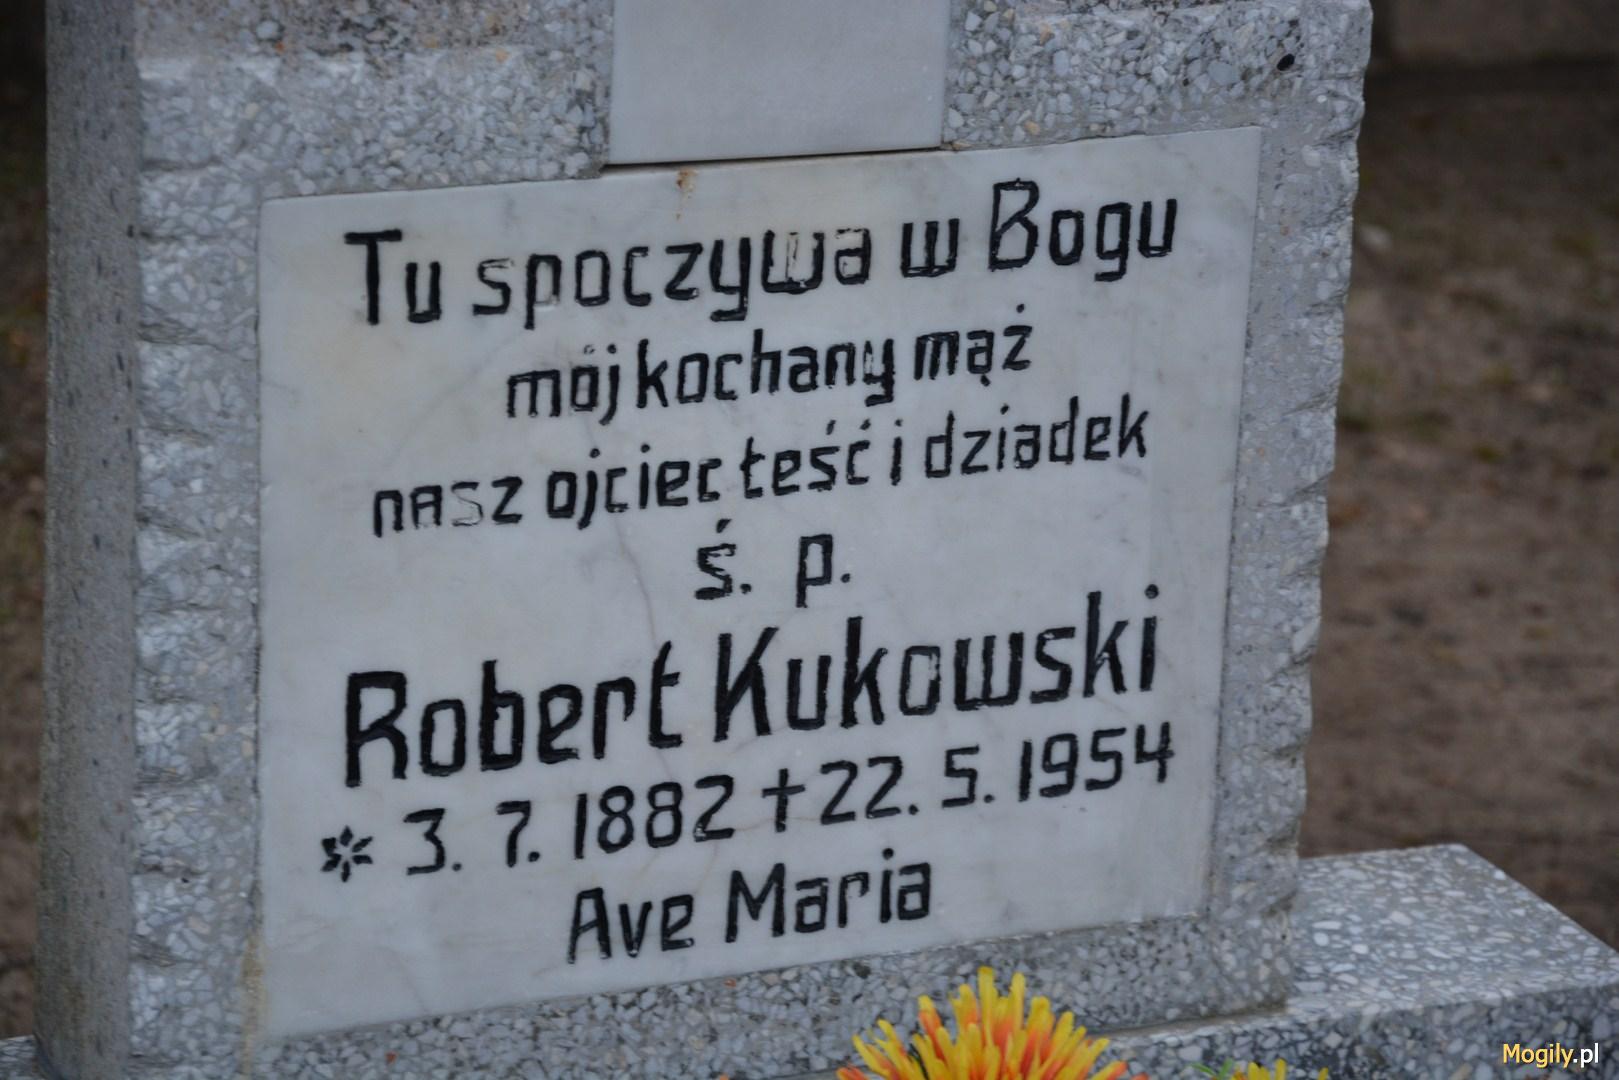 Tu spoczywa w Bogu
mój kochany mąż
nasz ojciec teść i dziadek
ś. p.
Robert Kukowski
* 3. 7. 1882 † 22. 5. 1954
Ave Maria
Mogily.pl